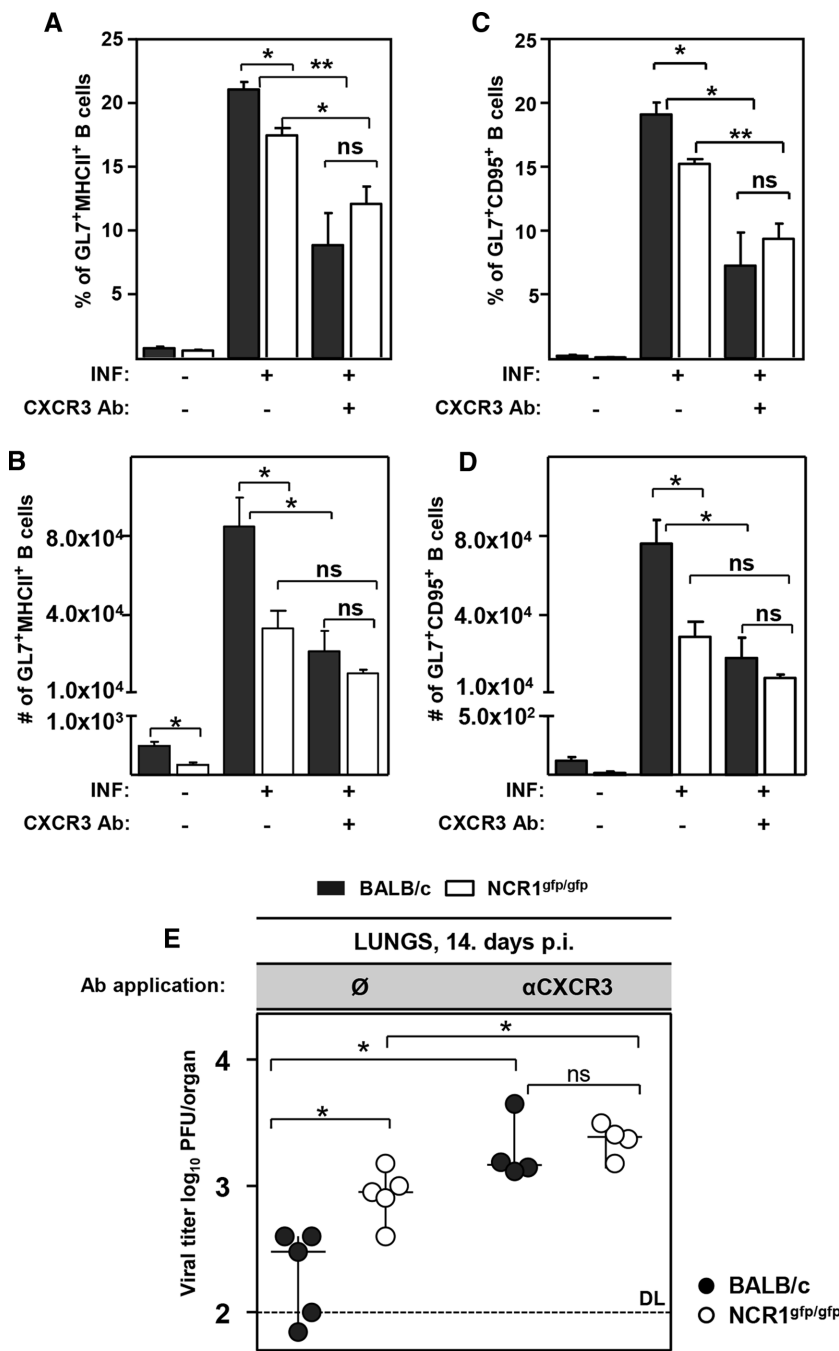 A
% of GL7+MHCII+ B cells
25
20
15
10
5
*
**
*
ns
INF: - + +
CXCR3 Ab: - - +
C
% of GL7+CD95+ B cells
25
20
15
10
5
*
*
**
ns
INF: - + +
CXCR3 Ab: - - +
B
# of GL7+MHCII+ B cells
8.0x10⁴
4.0x10⁴
1.0x10⁴
1.0x10³
*
*
ns
ns
*
INF: - + +
CXCR3 Ab: - - +
D
# of GL7+CD95+ B cells
8.0x10⁴
4.0x10⁴
1.0x10⁴
5.0x10²
*
*
ns
ns
INF: - + +
CXCR3 Ab: - - +
BALB/c NCR1gfp/gfp
E
LUNGS, 14. days p.i.
Ab application: Ø αCXCR3
Viral titer log₁₀ PFU/organ
4
3
2
*
*
ns
*
DL
BALB/c
NCR1gfp/gfp